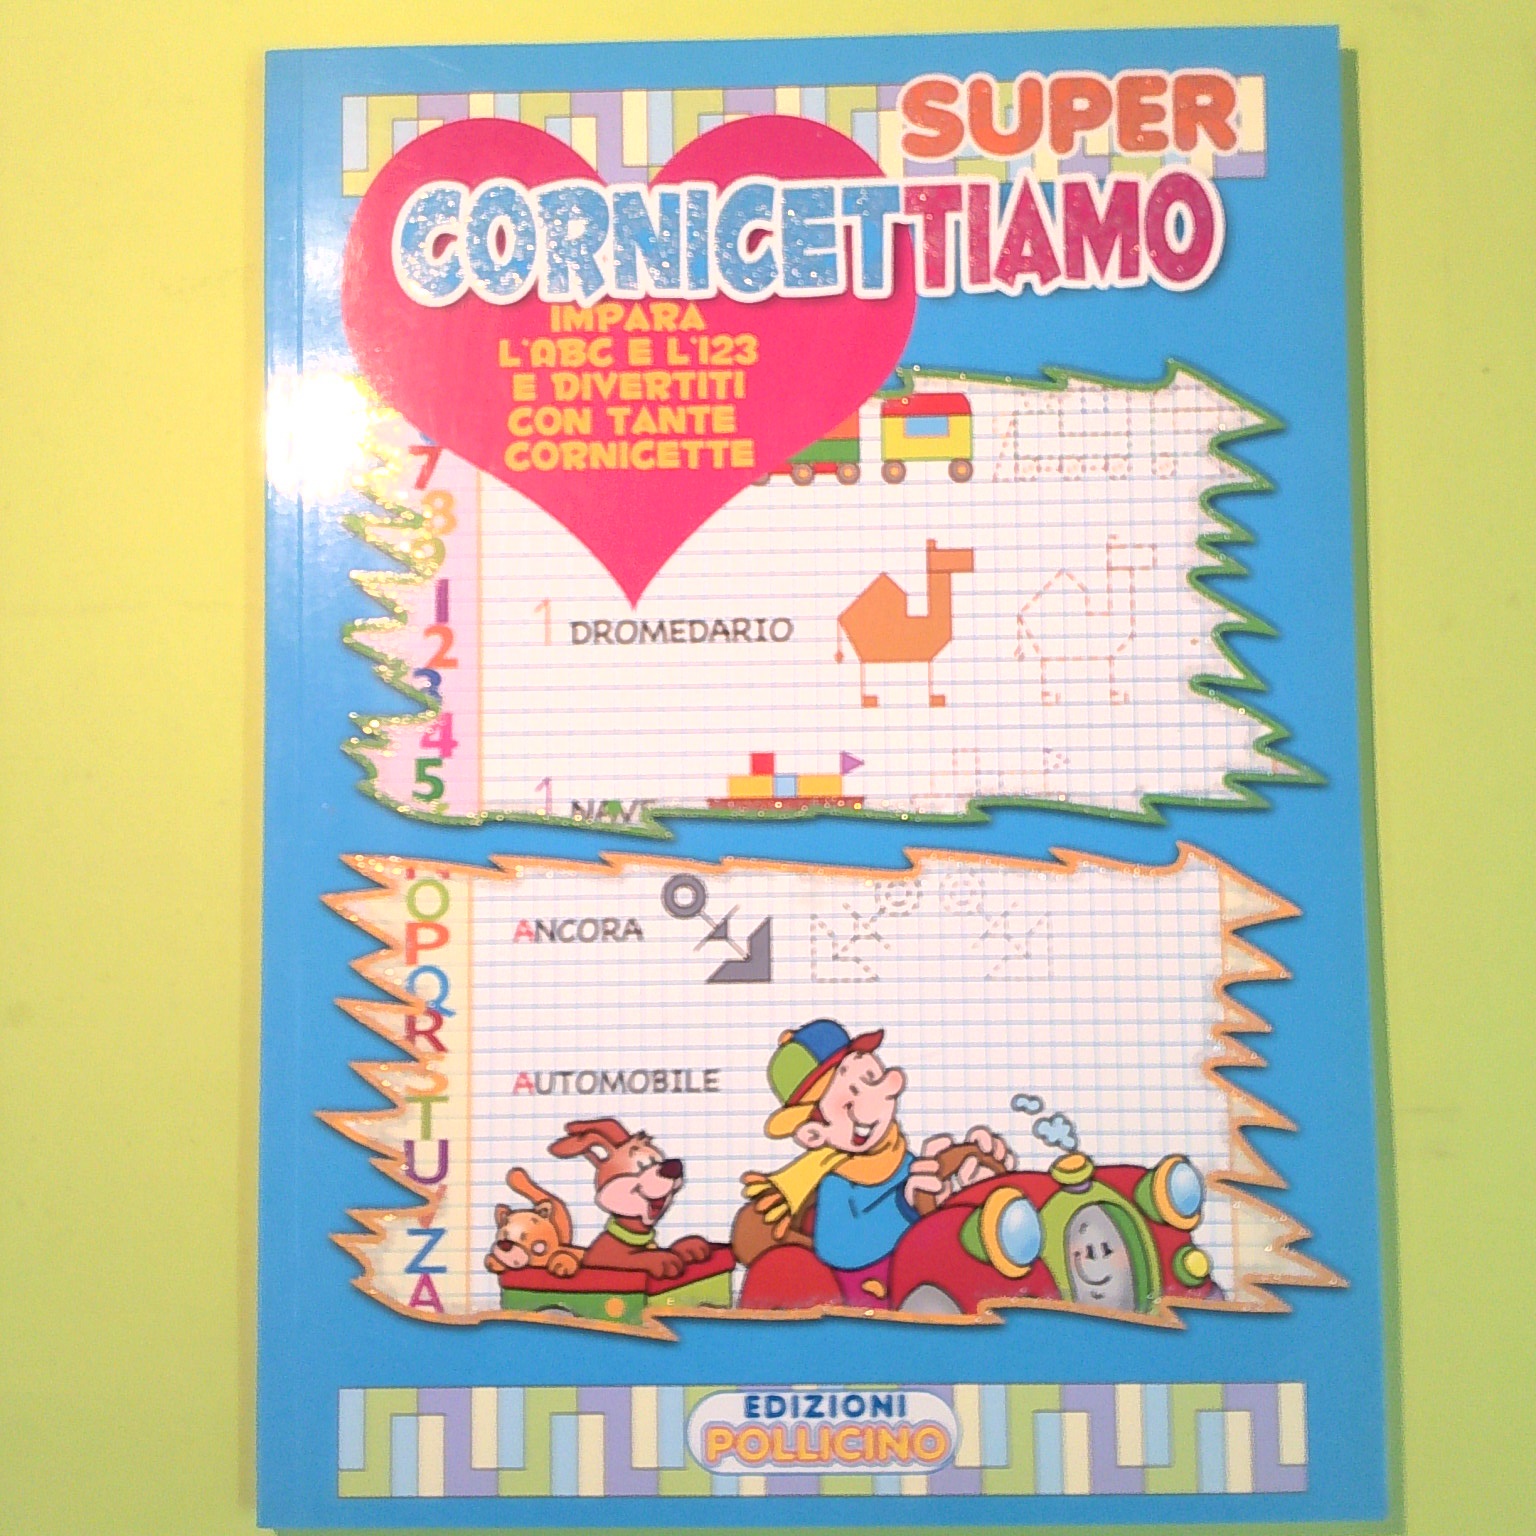 SUPER
CORNICETTIAMO
IMPARA
L'ABC E L'123
E DIVERTITI
CON TANTE
CORNICETTE
7
8
9
1
2
3
4
5
1 DROMEDARIO
1 NAVE
O
P
Q
R
S
T
U
V
Z
A
ANCORA
AUTOMOBILE
EDIZIONI
POLLICINO